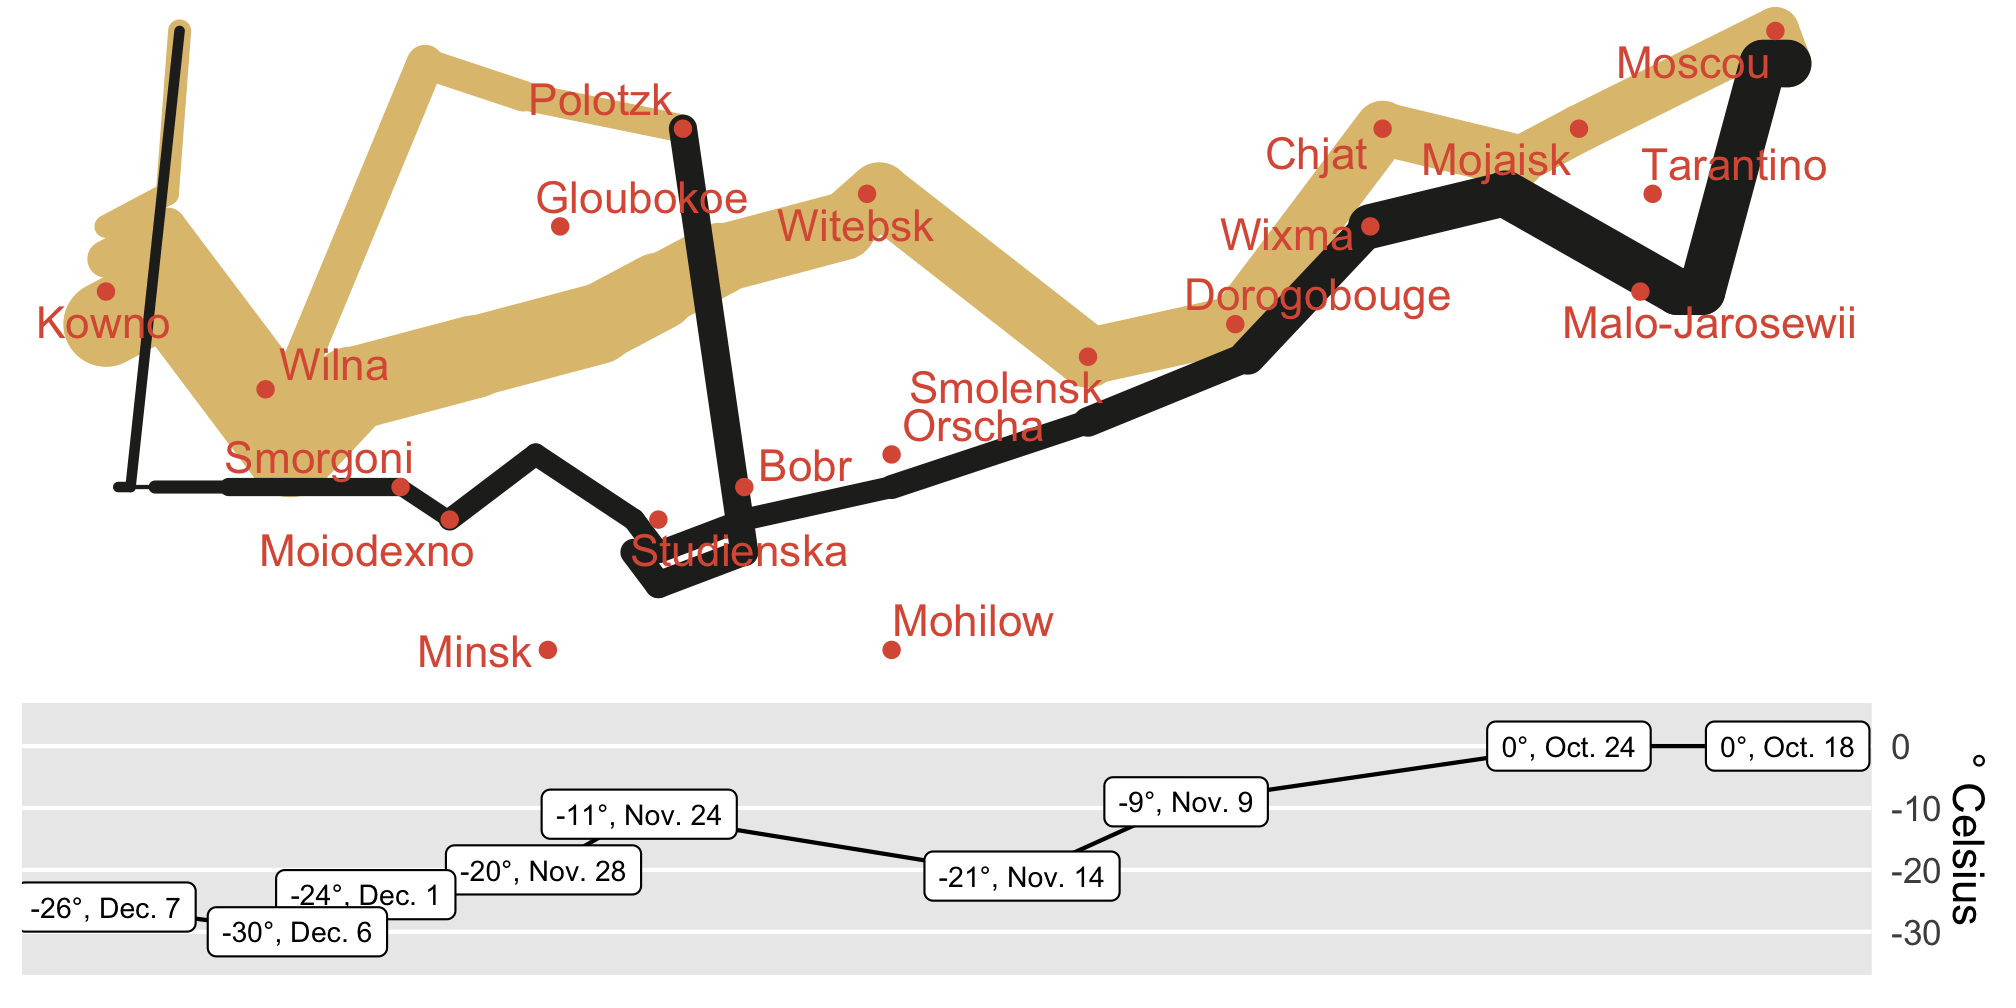 Moscou
Polotzk
Chjat
Mojaisk
Tarantino
Gloubokoe
Witebsk
Wixma
Dorogobouge
Kowno
Malo-Jarosewii
Wilna
Smolensk
Orscha
Smorgoni
Bobr
Moiodexno
Studienska
Mohilow
Minsk
0°, Oct. 24
0°, Oct. 18
0
-9°, Nov. 9
-10
-11°, Nov. 24
-20°, Nov. 28
-21°, Nov. 14
-20
-24°, Dec. 1
-26°, Dec. 7
-30°, Dec. 6
-30
° Celsius